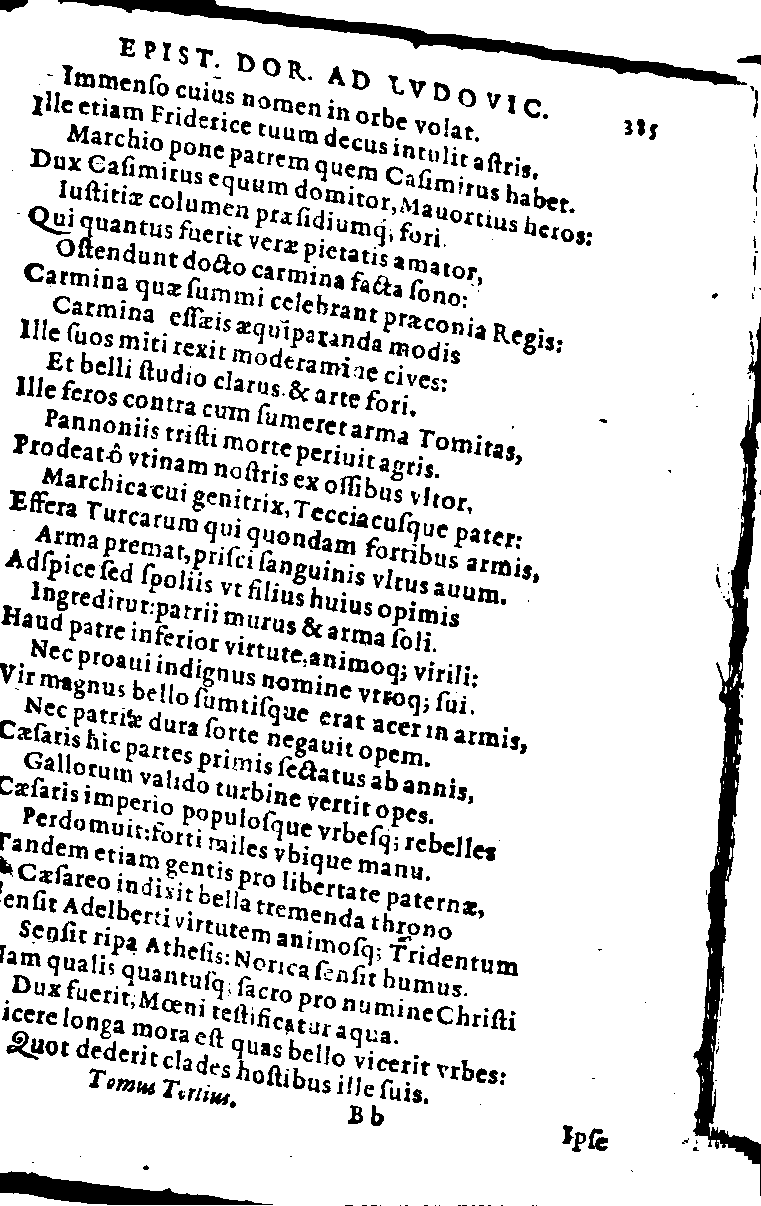 EPIST. DOR. AD LVDOVIC. 385
Immenſo cuius nomen in orbe volat.
Ille etiam Friderice tuum decus intulit aſtris,
Marchio pone patrem quem Caſimirus habet.
Dux Caſimirus equum domitor, Mauortius heros:
Iuſtitiæ columen præſidiumq; fori.
Qui quantus fuerit veræ pietatis amator,
Oſtendunt docto carmina facta ſono:
Carmina quæ ſummi celebrant præconia Regis:
Carmina eſſæis æquiparanda modis
Ille ſuos miti rexit moderamine cives:
Et belli ſtudio clarus. & arte fori.
Ille feros contra cum ſumeret arma Tomitas,
Pannoniis triſti morte periuit agris.
Prodeat ô vtinam noſtris ex oſſibus vltor,
Marchica cui genitrix, Tecciacuſque pater:
Effera Turcarum qui quondam fortibus armis,
Arma premat, priſci ſanguinis vltus auum.
Adſpice ſed ſpoliis vt filius huius opimis
Ingreditur: patrii murus & arma ſoli.
Haud patre inferior virtute, animoq; virili:
Nec proaui indignus nomine vtroq; ſui.
Vir magnus bello ſumtiſque erat acer in armis,
Nec patriæ dura ſorte negauit opem.
Cæſaris hic partes primis ſectatus ab annis,
Gallorum valido turbine vertit opes.
Cæſaris imperio populoſque vrbeſq; rebelles
Perdomuit: forti miles vbique manu.
Tandem etiam gentis pro libertate paternæ,
Cæſareo indixit bella tremenda throno
enſit Adelberti virtutem animoſq; Tridentum
Senſit ripa Atheſis: Norica ſenſit humus.
Nam qualis quantuſq; ſacro pro numine Christi
Dux fuerit, Mœni teſtificatur aqua.
icere longa mora eſt quas bello vicerit vrbes:
Quot dederit clades hoſtibus ille ſuis.
Tomus Tertius. Bb Ipſe